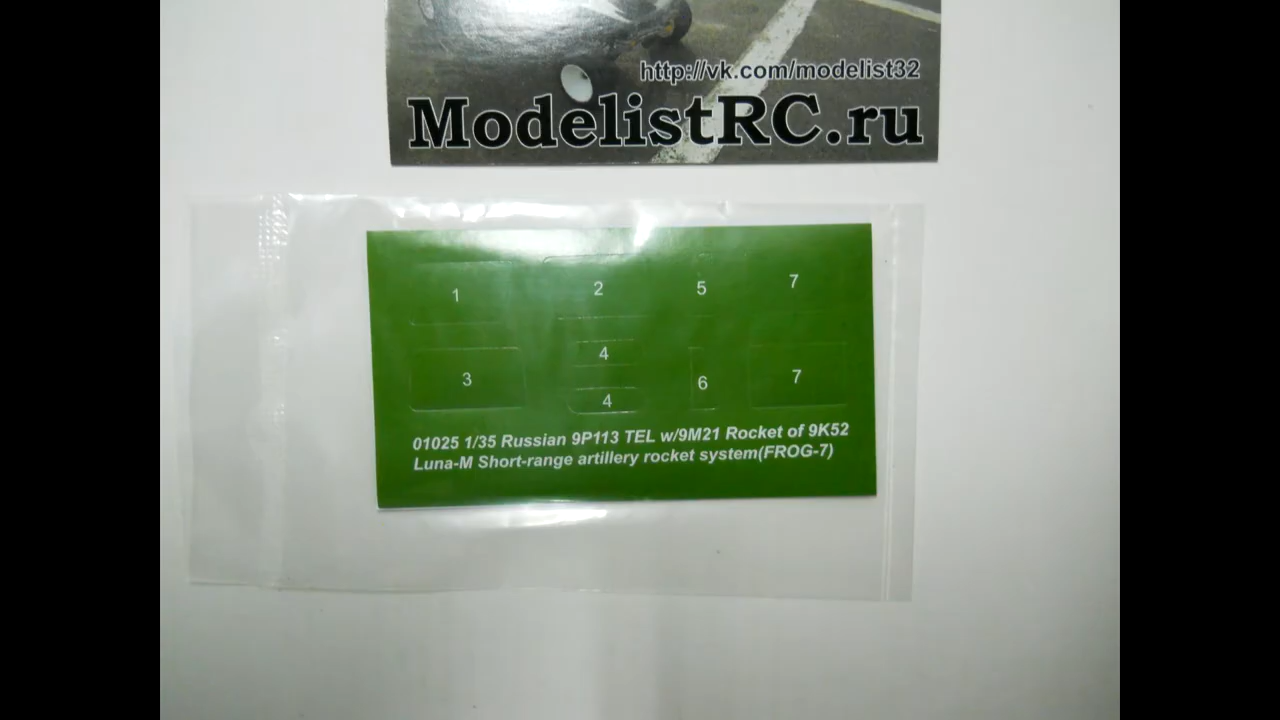 http://vk.com/modelist32
ModelistRC.ru
1 2 5 7
4
3 6 7
4
01025 1/35 Russian 9P113 TEL w/9M21 Rocket of 9K52
Luna-M Short-range artillery rocket system(FROG-7)